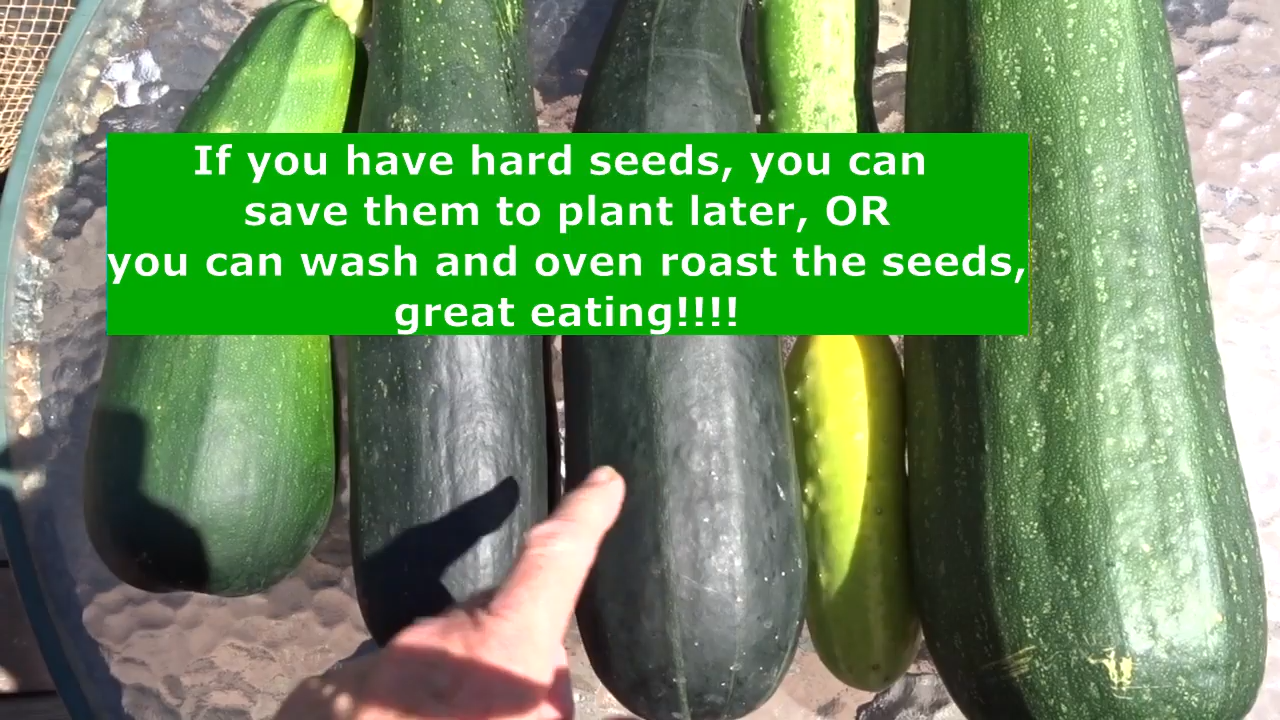 If you have hard seeds, you can
save them to plant later, OR
you can wash and oven roast the seeds,
great eating!!!!